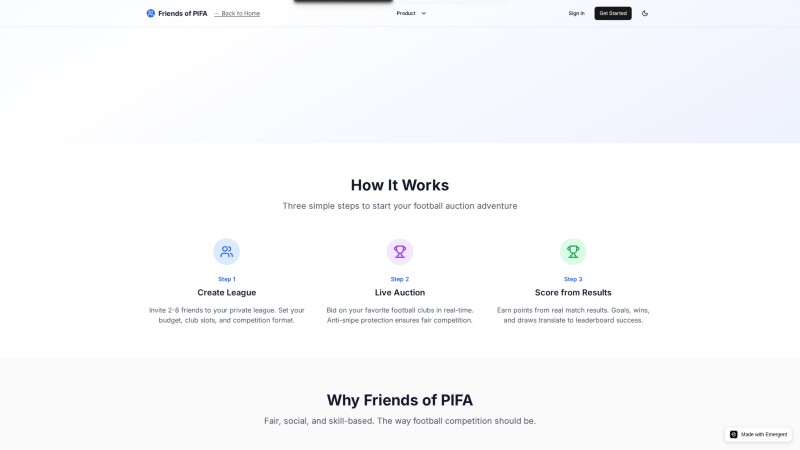 Friends of PIFA
← Back to Home
Product
Sign In
Get Started
How It Works
Three simple steps to start your football auction adventure
Step 1
Create League
Invite 2-8 friends to your private league. Set your
budget, club slots, and competition format.
Step 2
Live Auction
Bid on your favorite football clubs in real-time.
Anti-snipe protection ensures fair competition.
Step 3
Score from Results
Earn points from real match results. Goals, wins,
and draws translate to leaderboard success.
Why Friends of PIFA
Fair, social, and skill-based. The way football competition should be.
Made with Emergent